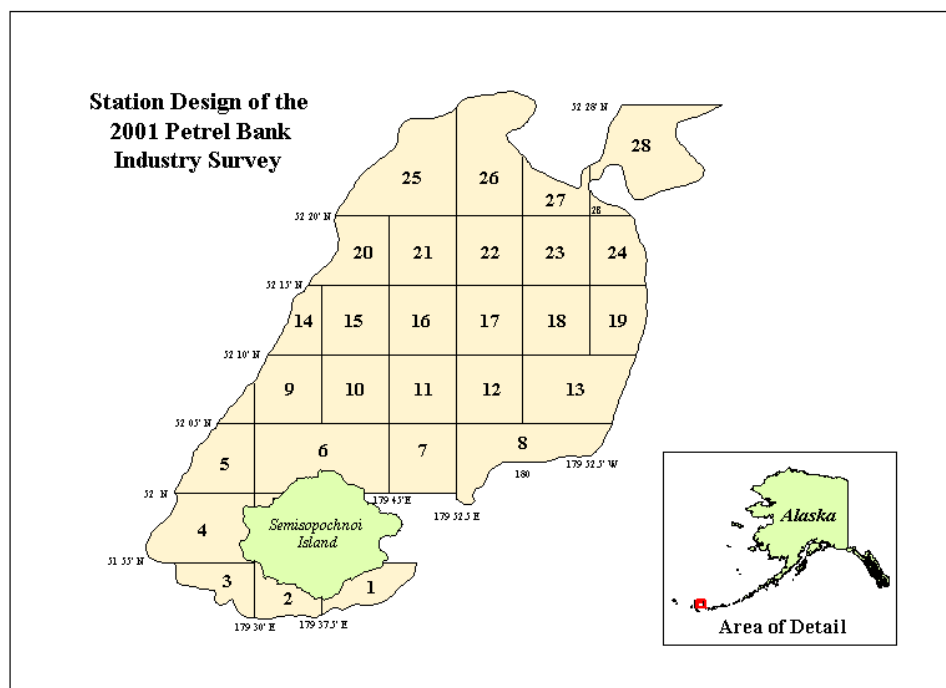 Station Design of the
2001 Petrel Bank
Industry Survey
52 28' N
28
25
26
27
28
52 20' N
20
21
22
23
24
52 15' N
14
15
16
17
18
19
52 10' N
9
10
11
12
13
52 05' N
5
6
7
8
179 52.5' W
180
52 N
179 45'E
179 52.5 E
4
Semisopochnoi
Island
51 55' N
3
2
1
179 30' E
179 37.5' E
Alaska
Area of Detail